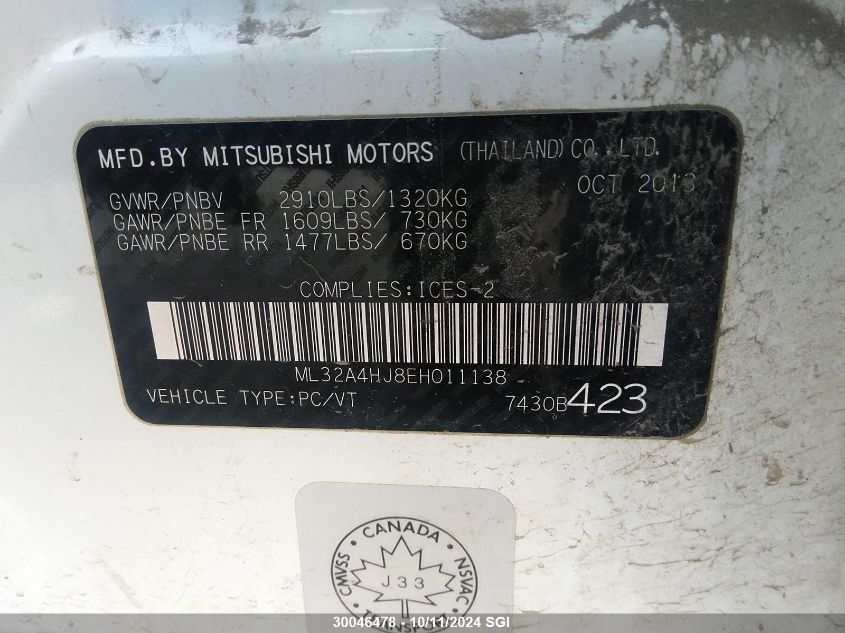 MFD.BY MITSUBISHI MOTORS (THAILAND) CO.,LTD.
OCT 2013
GVWR/PNBV 2910LBS/1320KG
GAWR/PNBE FR 1609LBS/ 730KG
GAWR/PNBE RR 1477LBS/ 670KG
COMPLIES:ICES-2
ML32A4HJ8EH011138
VEHICLE TYPE:PC/VT 7430B423
CANADA
CMVSS J33 NSVAC
TRANSPORT
30046478 - 10/11/2024 SGI